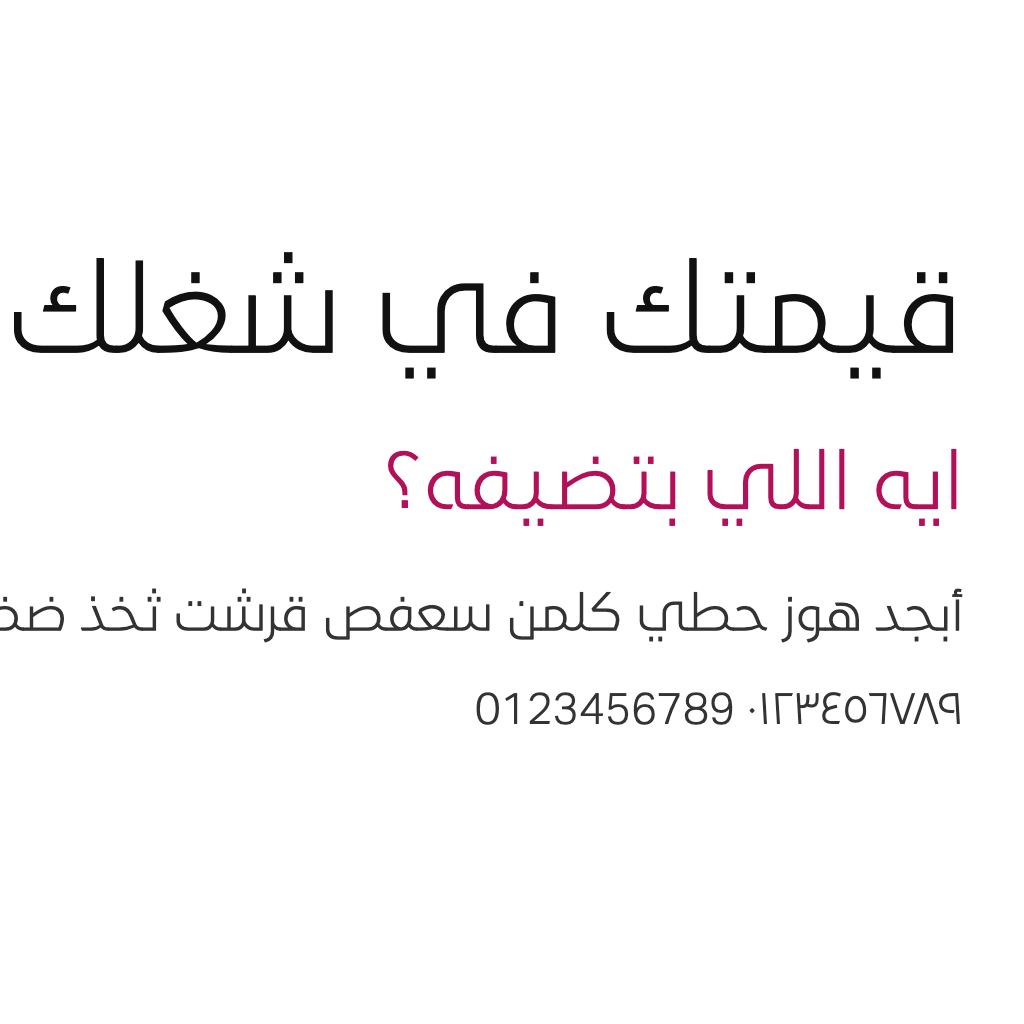 قيمتك في شغلك
ايه اللي بتضيفه؟
أبجد هوز حطي كلمن سعفص قرشت ثخذ
٠١٢٣٤٥٦٧٨٩ 0123456789